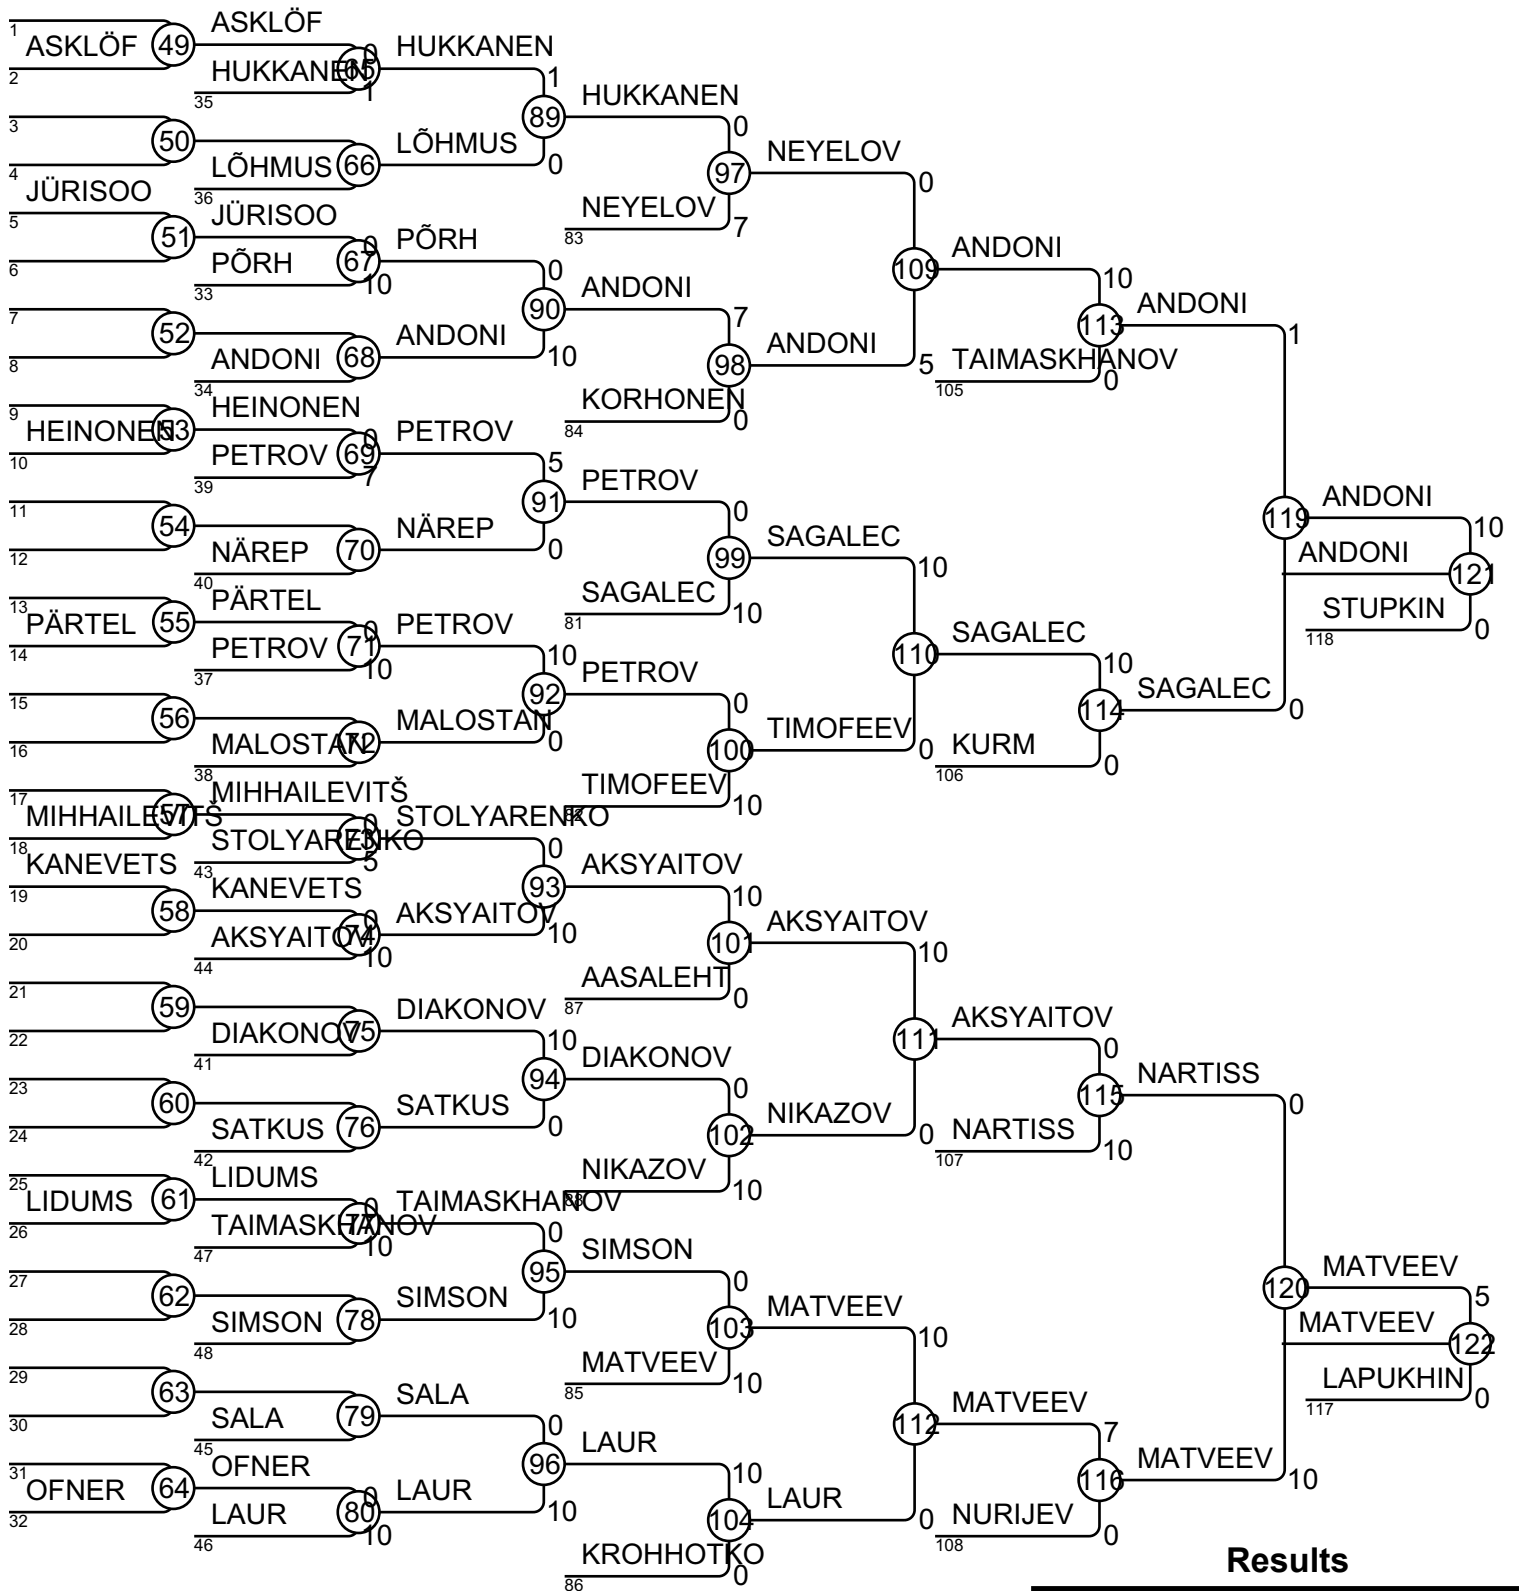 1
ASKLÖF 49
2
3
50
4
JÜRISOO
5
51
6
7
52
8
9
HEINONEN 53
10
11
54
12
13
PÄRTEL 55
14
15
56
16
17
MIHHAILEVITŠ 57
18
KANEVETS
19
58
20
21
59
22
23
60
24
25
LIDUMS 61
26
27
62
28
29
63
30
31
OFNER 64
32
ASKLÖF
0
HUKKANEN 65
35
1
LÕHMUS 66
36
JÜRISOO
0
PÕRH 67
33
10
ANDONI 68
34
HEINONEN
0
PETROV 69
39
7
NÄREP 70
40
PÄRTEL
0
PETROV 71
37
10
MALOSTAN 72
38
MIHHAILEVITŠ
0
STOLYARENKO 73
43
5
KANEVETS
0
AKSYAITOV 74
44
10
DIAKONOV 75
41
SATKUS 76
42
LIDUMS
0
TAIMASKHANOV 77
47
10
SIMSON 78
48
SALA 79
45
OFNER
0
LAUR 80
46
10
HUKKANEN
1
89
LÕHMUS
0
PÕRH
0
90
ANDONI
10
PETROV
5
91
NÄREP
0
PETROV
10
92
MALOSTAN
0
STOLYARENKO
0
93
AKSYAITOV
10
DIAKONOV
10
94
SATKUS
0
TAIMASKHANOV
0
95
SIMSON
10
SALA
0
96
LAUR
10
HUKKANEN
0
97
NEYELOV
83
7
ANDONI
7
98
KORHONEN
84
0
PETROV
0
99
SAGALEC
81
10
PETROV
0
100
TIMOFEEV
82
10
AKSYAITOV
10
101
AASALEHT
87
0
DIAKONOV
0
102
NIKAZOV
88
10
SIMSON
0
103
MATVEEV
85
10
LAUR
10
104
KROHHOTKO
86
0
NEYELOV
0
109
ANDONI
5
SAGALEC
10
110
TIMOFEEV
0
AKSYAITOV
10
111
NIKAZOV
0
MATVEEV
10
112
LAUR
0
ANDONI
10
113
TAIMASKHANOV
105
0
SAGALEC
10
114
KURM
106
0
AKSYAITOV
0
115
NARTISS
107
10
MATVEEV
7
116
NURIJEV
108
0
ANDONI
1
119
SAGALEC
0
NARTISS
0
120
MATVEEV
10
ANDONI
10
ANDONI 121
STUPKIN
118
0
MATVEEV
5
MATVEEV 122
LAPUKHIN
117
0
Results